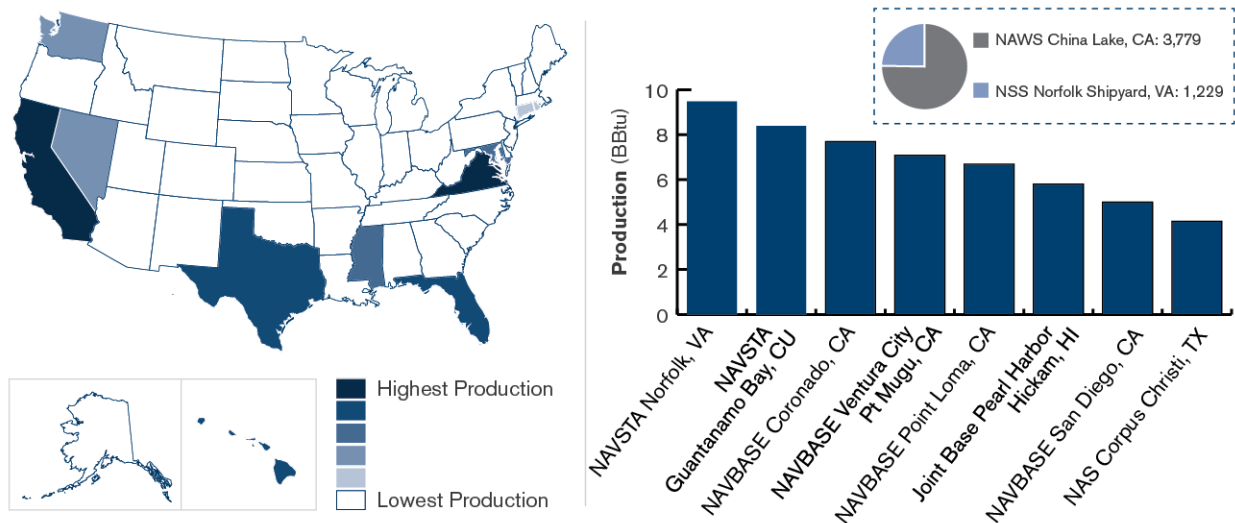 Highest Production
Lowest Production
NAWS China Lake, CA: 3,779
NSS Norfolk Shipyard, VA: 1,229
Production (BBtu)
10
8
6
4
2
0
NAVSTA Norfolk, VA
NAVSTA
Guantanamo Bay, CU
NAVBASE Coronado, CA
NAVBASE Ventura City
Pt Mugu, CA
NAVBASE Point Loma, CA
Joint Base Pearl Harbor
Hickam, HI
NAVBASE San Diego, CA
NAS Corpus Christi, TX